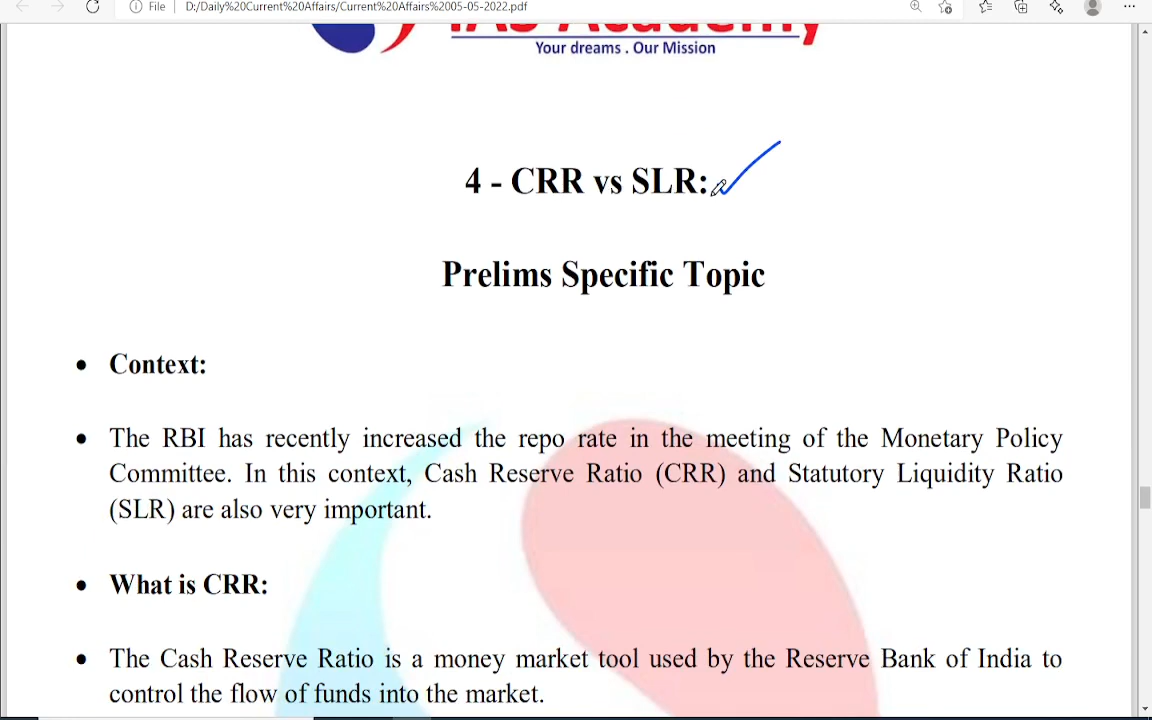 File
D:/Daily%20Current%20Affairs/Current%20Affairs%2005-05-2022.pdf
IAS Academy
Your dreams . Our Mission
4 - CRR vs SLR:
Prelims Specific Topic
• Context:
• The RBI has recently increased the repo rate in the meeting of the Monetary Policy
Committee. In this context, Cash Reserve Ratio (CRR) and Statutory Liquidity Ratio
(SLR) are also very important.
• What is CRR:
• The Cash Reserve Ratio is a money market tool used by the Reserve Bank of India to
control the flow of funds into the market.